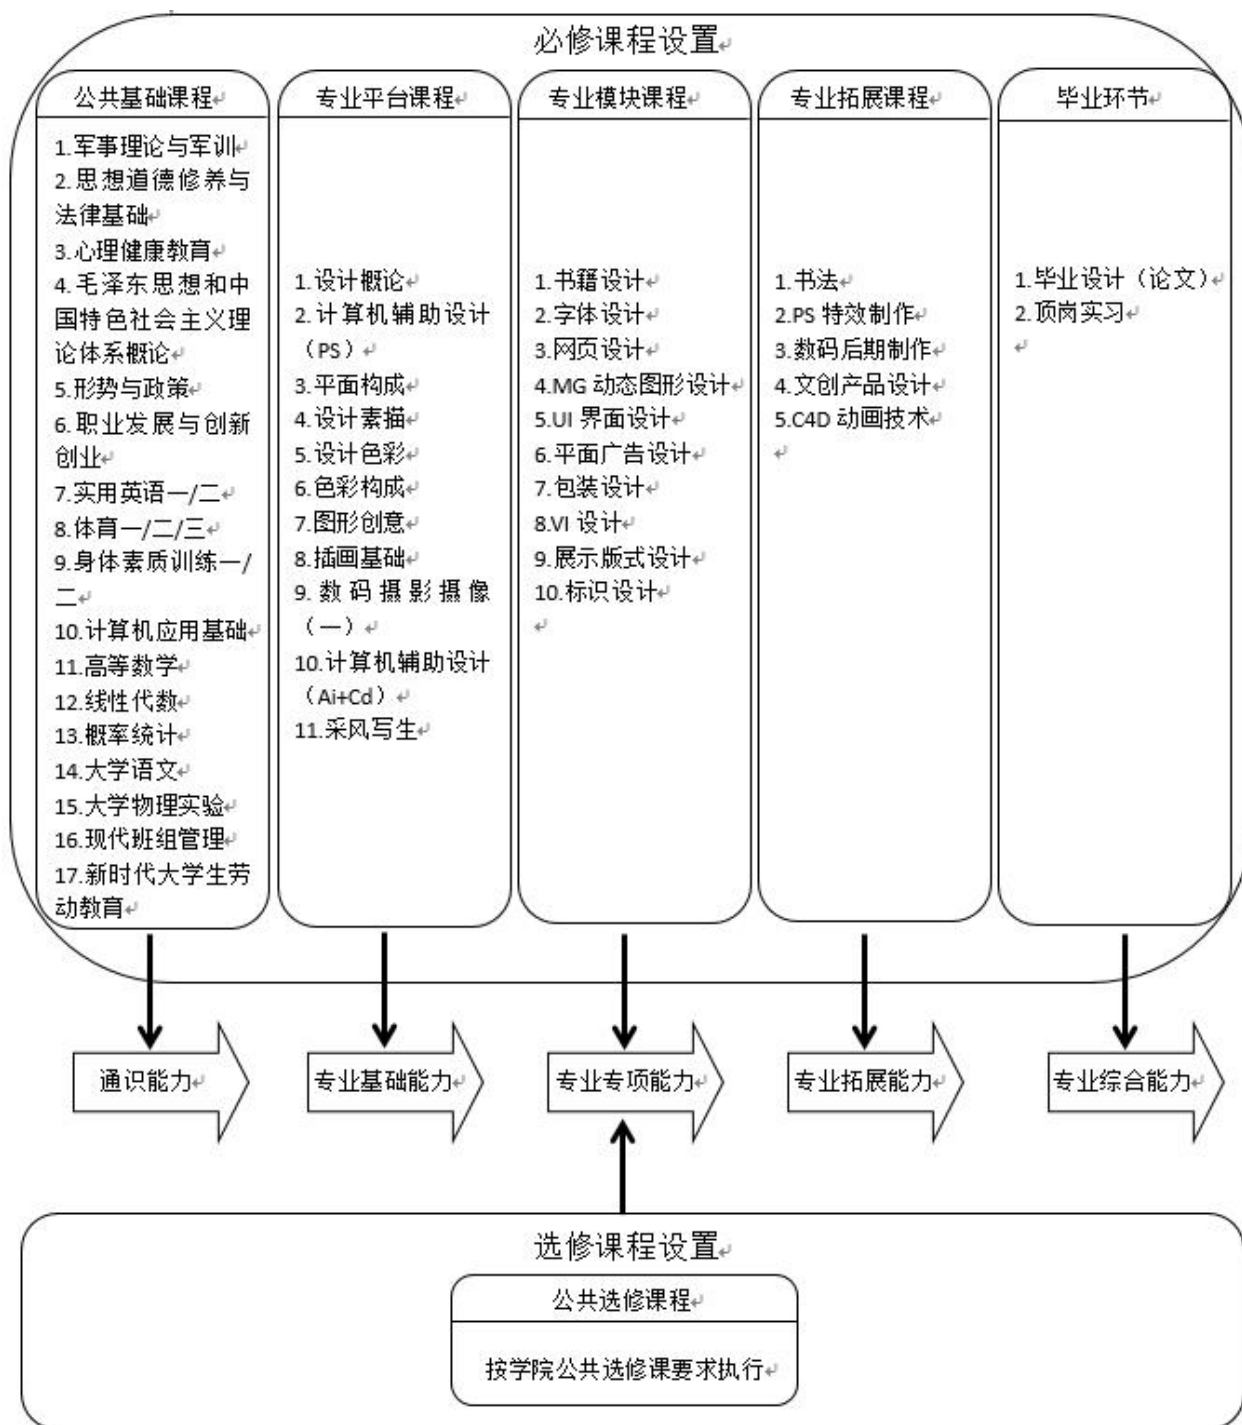 必修课程设置
公共基础课程
1.军事理论与军训
2.思想道德修养与
法律基础
3.心理健康教育
4.毛泽东思想和中
国特色社会主义理
论体系概论
5.形势与政策
6.职业发展与创新
创业
7.实用英语一/二
8.体育一/二/三
9.身体素质训练一/
二
10.计算机应用基础
11.高等数学
12.线性代数
13.概率统计
14.大学语文
15.大学物理实验
16.现代班组管理
17.新时代大学生劳
动教育
专业平台课程
1.设计概论
2.计算机辅助设计
（PS）
3.平面构成
4.设计素描
5.设计色彩
6.色彩构成
7.图形创意
8.插画基础
9.数码摄影摄像
（一）
10.计算机辅助设计
（Ai+Cd）
11.采风写生
专业模块课程
1.书籍设计
2.字体设计
3.网页设计
4.MG 动态图形设计
5.UI 界面设计
6.平面广告设计
7.包装设计
8.VI 设计
9.展示版式设计
10.标识设计
专业拓展课程
1.书法
2.PS 特效制作
3.数码后期制作
4.文创产品设计
5.C4D 动画技术
毕业环节
1.毕业设计（论文）
2.顶岗实习
通识能力
专业基础能力
专业专项能力
专业拓展能力
专业综合能力
选修课程设置
公共选修课程
按学院公共选修课要求执行